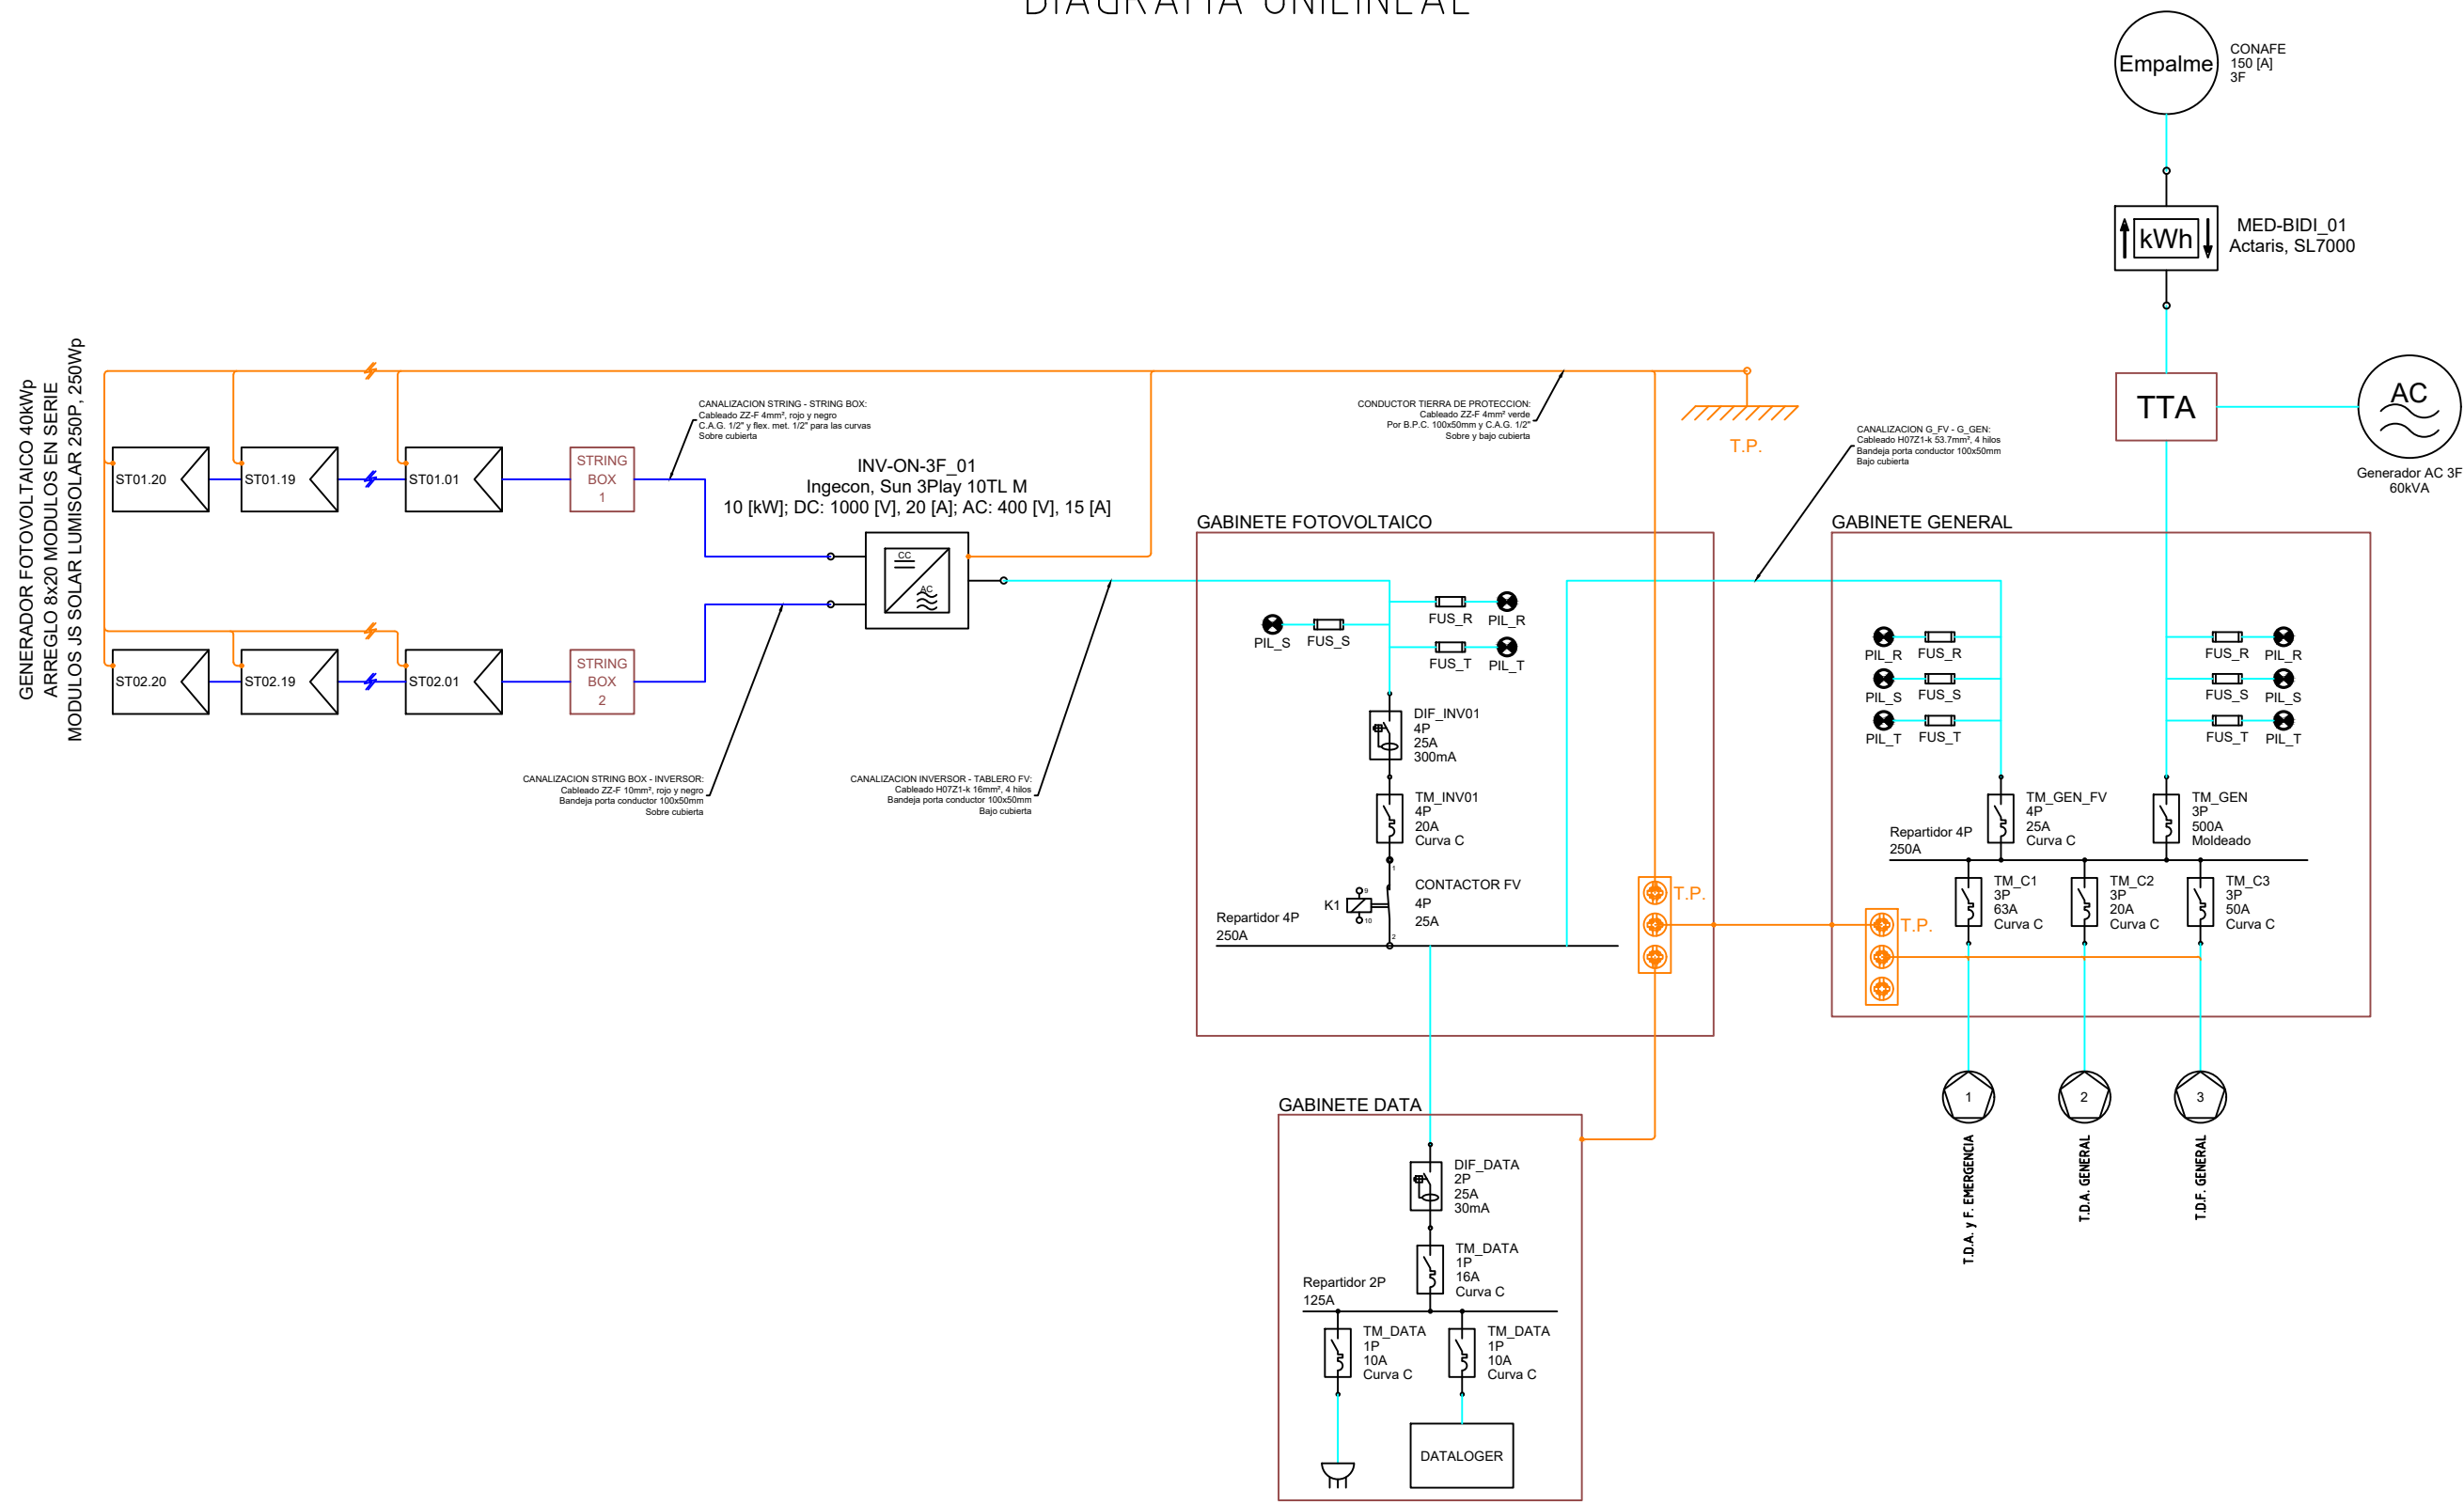 DIAGRAMA UNILINEAL
Empalme
CONAFE
150 [A]
3F
kWh
MED-BIDI_01
Actaris, SL7000
TTA
AC
Generador AC 3F
60kVA
GENERADOR FOTOVOLTAICO 40kWp
ARREGLO 8x20 MODULOS EN SERIE
MODULOS JS SOLAR LUMISOLAR 250P, 250Wp
ST01.20
ST01.19
ST01.01
STRING
BOX
1
ST02.20
ST02.19
ST02.01
STRING
BOX
2
CANALIZACION STRING - STRING BOX:
Cableado ZZ-F 4mm², rojo y negro
C.A.G. 1/2" y flex. met. 1/2" para las curvas
Sobre cubierta
INV-ON-3F_01
Ingecon, Sun 3Play 10TL M
10 [kW]; DC: 1000 [V], 20 [A]; AC: 400 [V], 15 [A]
CC
AC
CANALIZACION STRING BOX - INVERSOR:
Cableado ZZ-F 10mm², rojo y negro
Bandeja porta conductor 100x50mm
Sobre cubierta
CANALIZACION INVERSOR - TABLERO FV:
Cableado H07Z1-k 16mm², 4 hilos
Bandeja porta conductor 100x50mm
Bajo cubierta
CONDUCTOR TIERRA DE PROTECCION:
Cableado ZZ-F 4mm² verde
Por B.P.C. 100x50mm y C.A.G. 1/2"
Sobre y bajo cubierta
T.P.
CANALIZACION G_FV - G_GEN:
Cableado H07Z1-k 53.7mm², 4 hilos
Bandeja porta conductor 100x50mm
Bajo cubierta
GABINETE FOTOVOLTAICO
PIL_S
FUS_S
FUS_R
PIL_R
FUS_T
PIL_T
DIF_INV01
4P
25A
300mA
TM_INV01
4P
20A
Curva C
1
CONTACTOR FV
4P
25A
K1
9
10
2
Repartidor 4P
250A
T.P.
GABINETE GENERAL
PIL_R
FUS_R
PIL_S
FUS_S
PIL_T
FUS_T
FUS_R
PIL_R
FUS_S
PIL_S
FUS_T
PIL_T
TM_GEN_FV
4P
25A
Curva C
TM_GEN
3P
500A
Moldeado
Repartidor 4P
250A
TM_C1
3P
63A
Curva C
TM_C2
3P
20A
Curva C
TM_C3
3P
50A
Curva C
T.P.
1
2
3
T.D.A. y F. EMERGENCIA
T.D.A. GENERAL
T.D.F. GENERAL
GABINETE DATA
DIF_DATA
2P
25A
30mA
TM_DATA
1P
16A
Curva C
Repartidor 2P
125A
TM_DATA
1P
10A
Curva C
TM_DATA
1P
10A
Curva C
DATALOGER